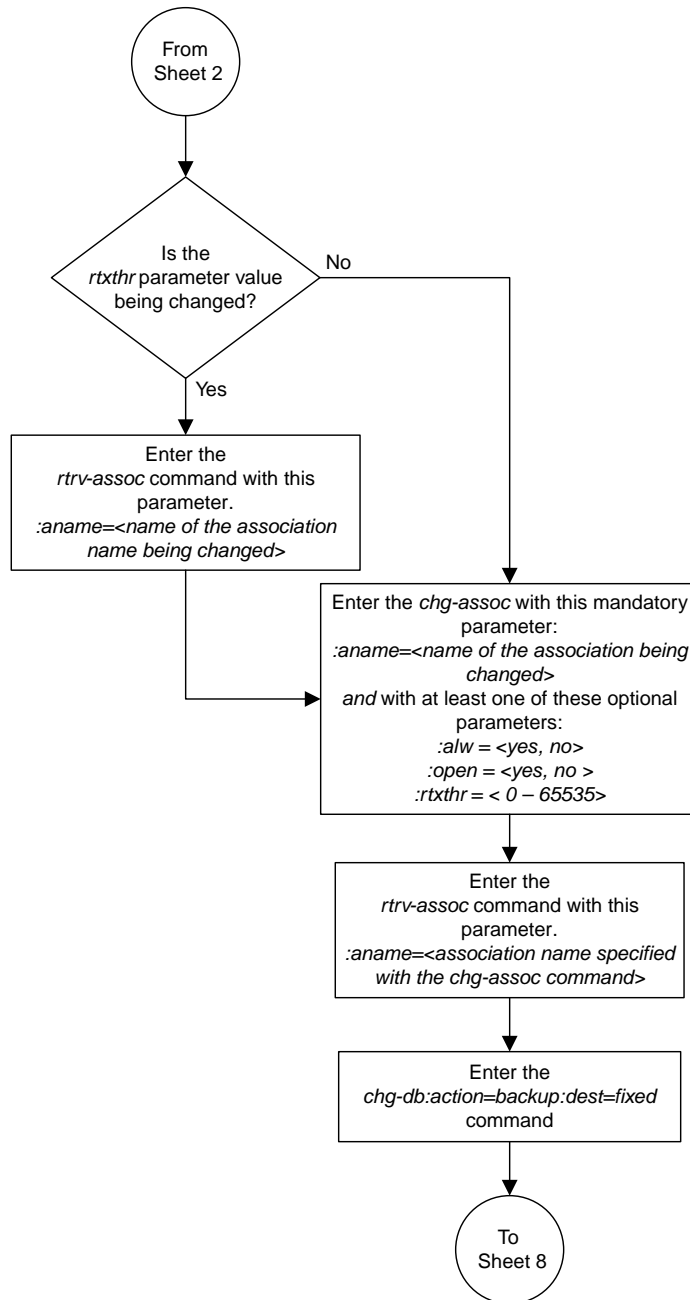 From
Sheet 2
Is the
rtxthr parameter value
being changed?
No
Yes
Enter the
rtrv-assoc command with this
parameter.
:aname=<name of the association
name being changed>
Enter the chg-assoc with this mandatory
parameter:
:aname=<name of the association being
changed>
and with at least one of these optional
parameters:
:alw = <yes, no>
:open = <yes, no >
:rtxthr = < 0 – 65535>
Enter the
rtrv-assoc command with this
parameter.
:aname=<association name specified
with the chg-assoc command>
Enter the
chg-db:action=backup:dest=fixed
command
To
Sheet 8